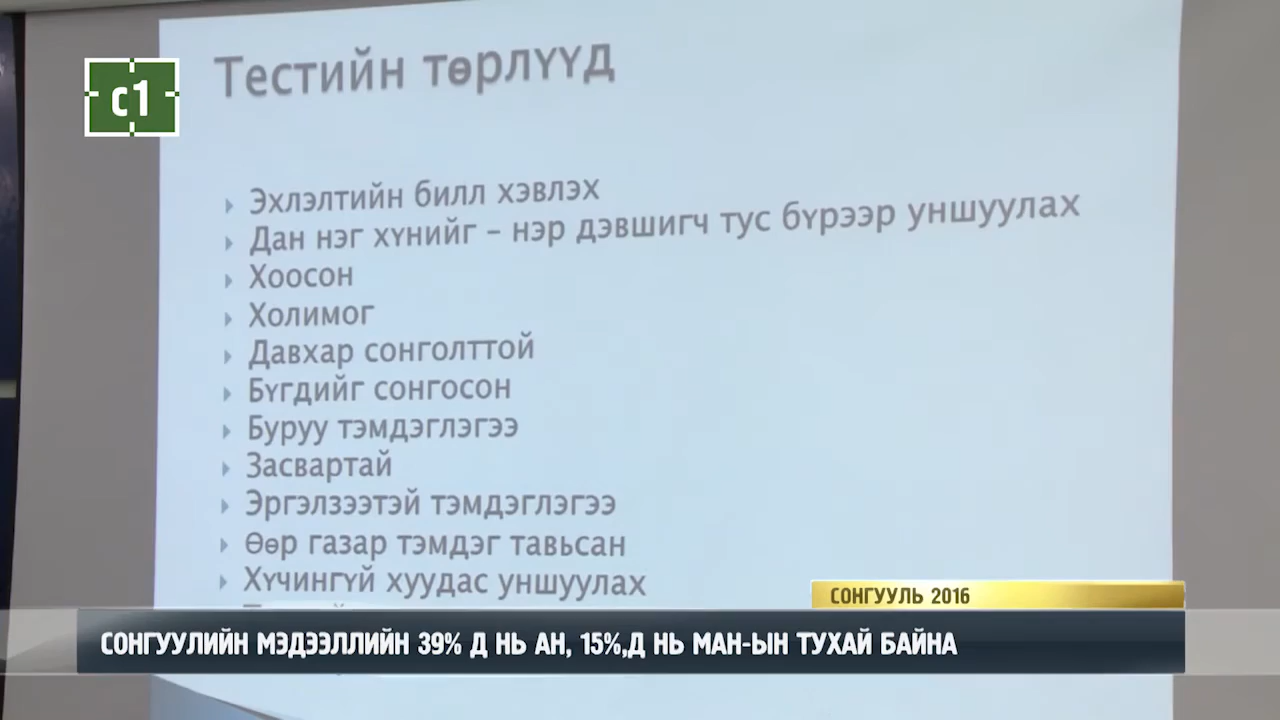 c1
Тестийн төрлүүд
Эхлэлтийн билл хэвлэх
Дан нэг хүнийг – нэр дэвшигч тус бүрээр уншуулах
Хоосон
Холимог
Давхар сонголттой
Бүгдийг сонгосон
Буруу тэмдэглэгээ
Засвартай
Эргэлзээтэй тэмдэглэгээ
Өөр газар тэмдэг тавьсан
Хүчингүй хуудас уншуулах
СОНГУУЛЬ 2016
СОНГУУЛИЙН МЭДЭЭЛЛИЙН 39% Д НЬ АН, 15%,Д НЬ МАН-ЫН ТУХАЙ БАЙНА